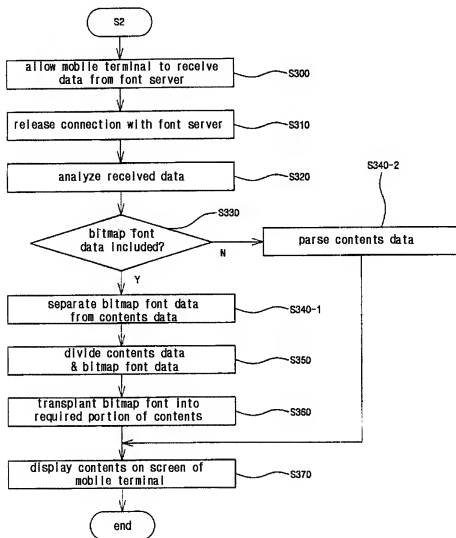 S2
allow mobile terminal to receive
data from font server
S300
release connection with font server
S310
analyze received data
S320
S340-2
S330
bitmap font
data included?
N
parse contents data
Y
separate bitmap font data
from contents data
S340-1
divide contents data
& bitmap font data
S350
transplant bitmap font into
required portion of contents
S360
display contents on screen of
mobile terminal
S370
end